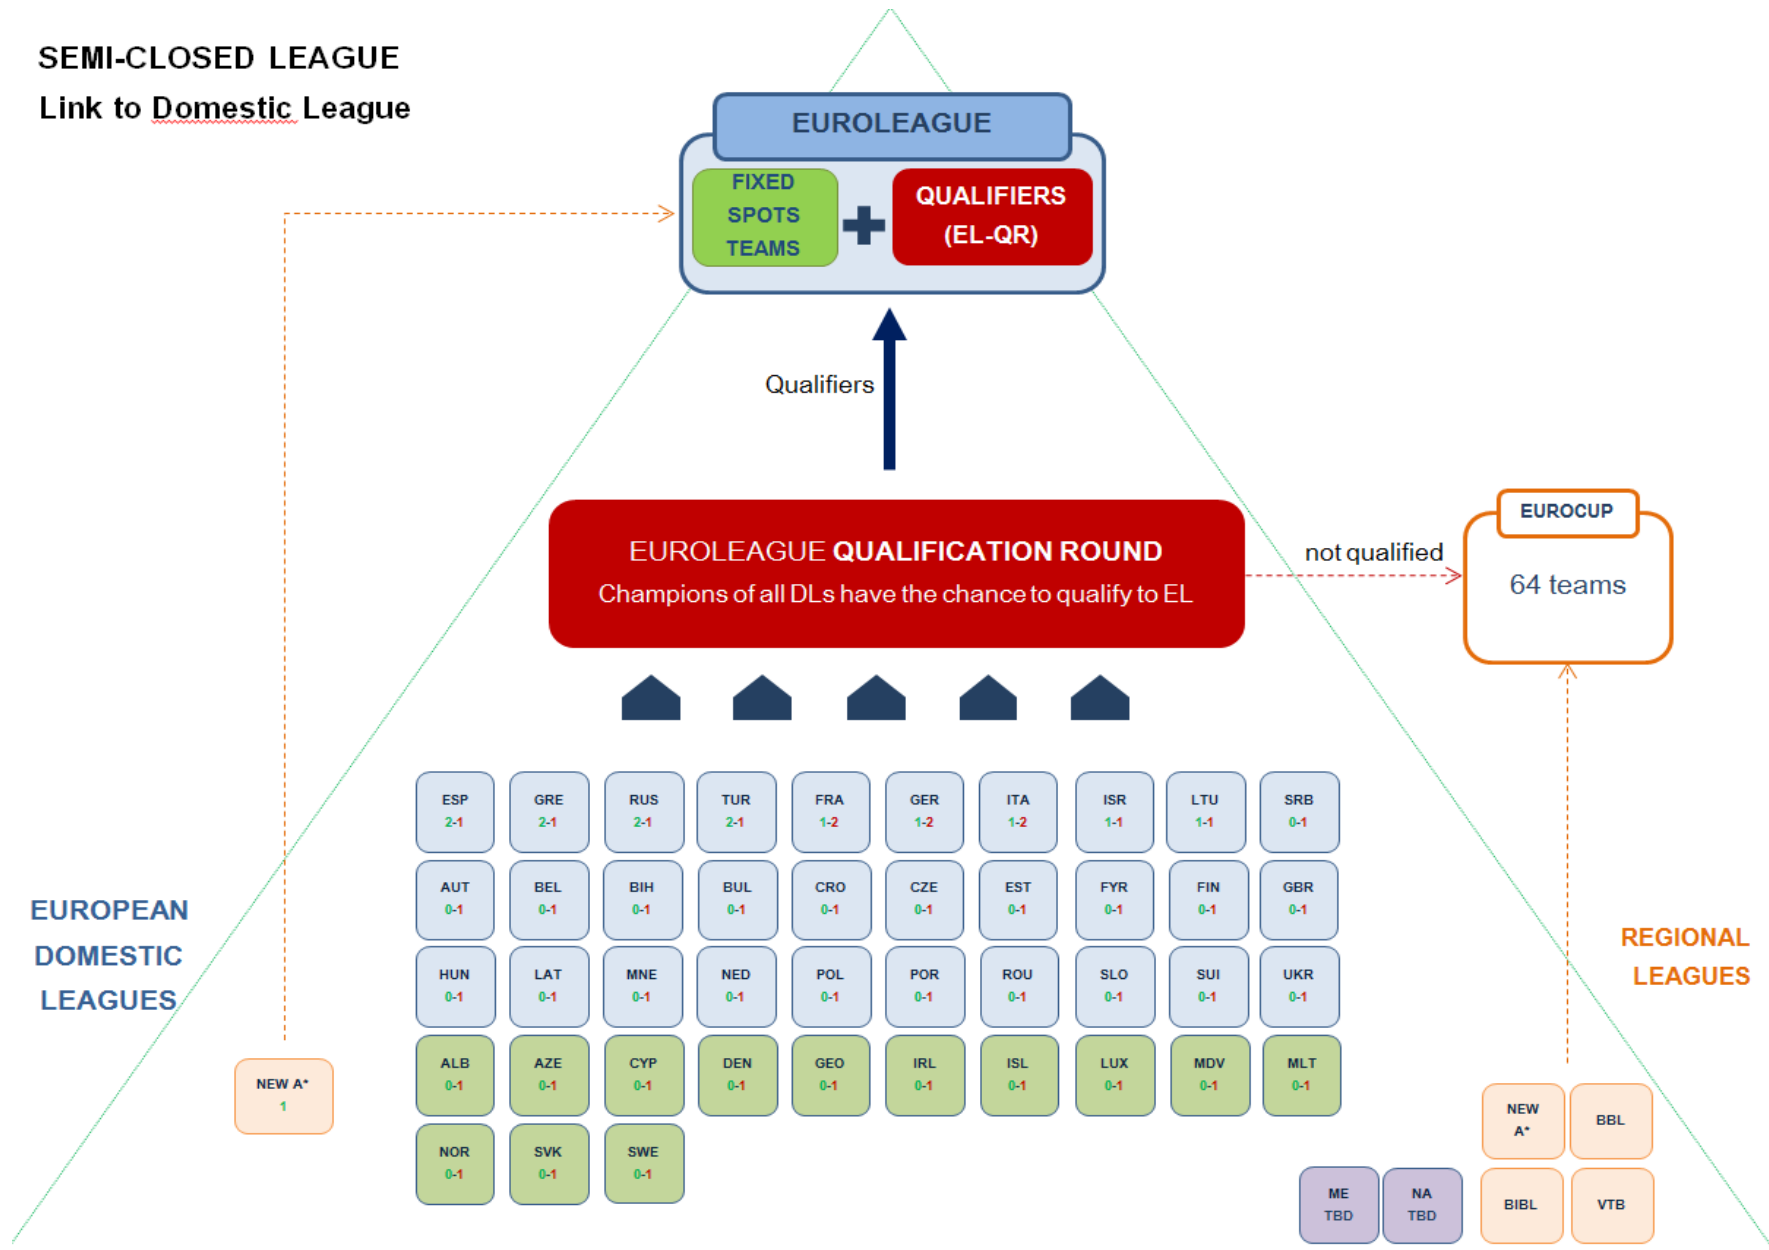 SEMI-CLOSED LEAGUE
Link to Domestic League
EUROLEAGUE
FIXED
SPOTS
TEAMS
QUALIFIERS
(EL-QR)
Qualifiers
EUROLEAGUE QUALIFICATION ROUND
Champions of all DLs have the chance to qualify to EL
not qualified
EUROCUP
64 teams
ESP GRE RUS TUR FRA GER ITA ISR LTU SRB
2-1 2-1 2-1 2-1 1-2 1-2 1-2 1-1 1-1 0-1
AUT BEL BIH BUL CRO CZE EST FYR FIN GBR
0-1 0-1 0-1 0-1 0-1 0-1 0-1 0-1 0-1 0-1
HUN LAT MNE NED POL POR ROU SLO SUI UKR
0-1 0-1 0-1 0-1 0-1 0-1 0-1 0-1 0-1 0-1
ALB AZE CYP DEN GEO IRL ISL LUX MDV MLT
0-1 0-1 0-1 0-1 0-1 0-1 0-1 0-1 0-1 0-1
NOR SVK SWE
0-1 0-1 0-1
EUROPEAN
DOMESTIC
LEAGUES
NEW A*
1
REGIONAL
LEAGUES
NEW
A*
BBL
ME
TBD
NA
TBD
BIBL
VTB